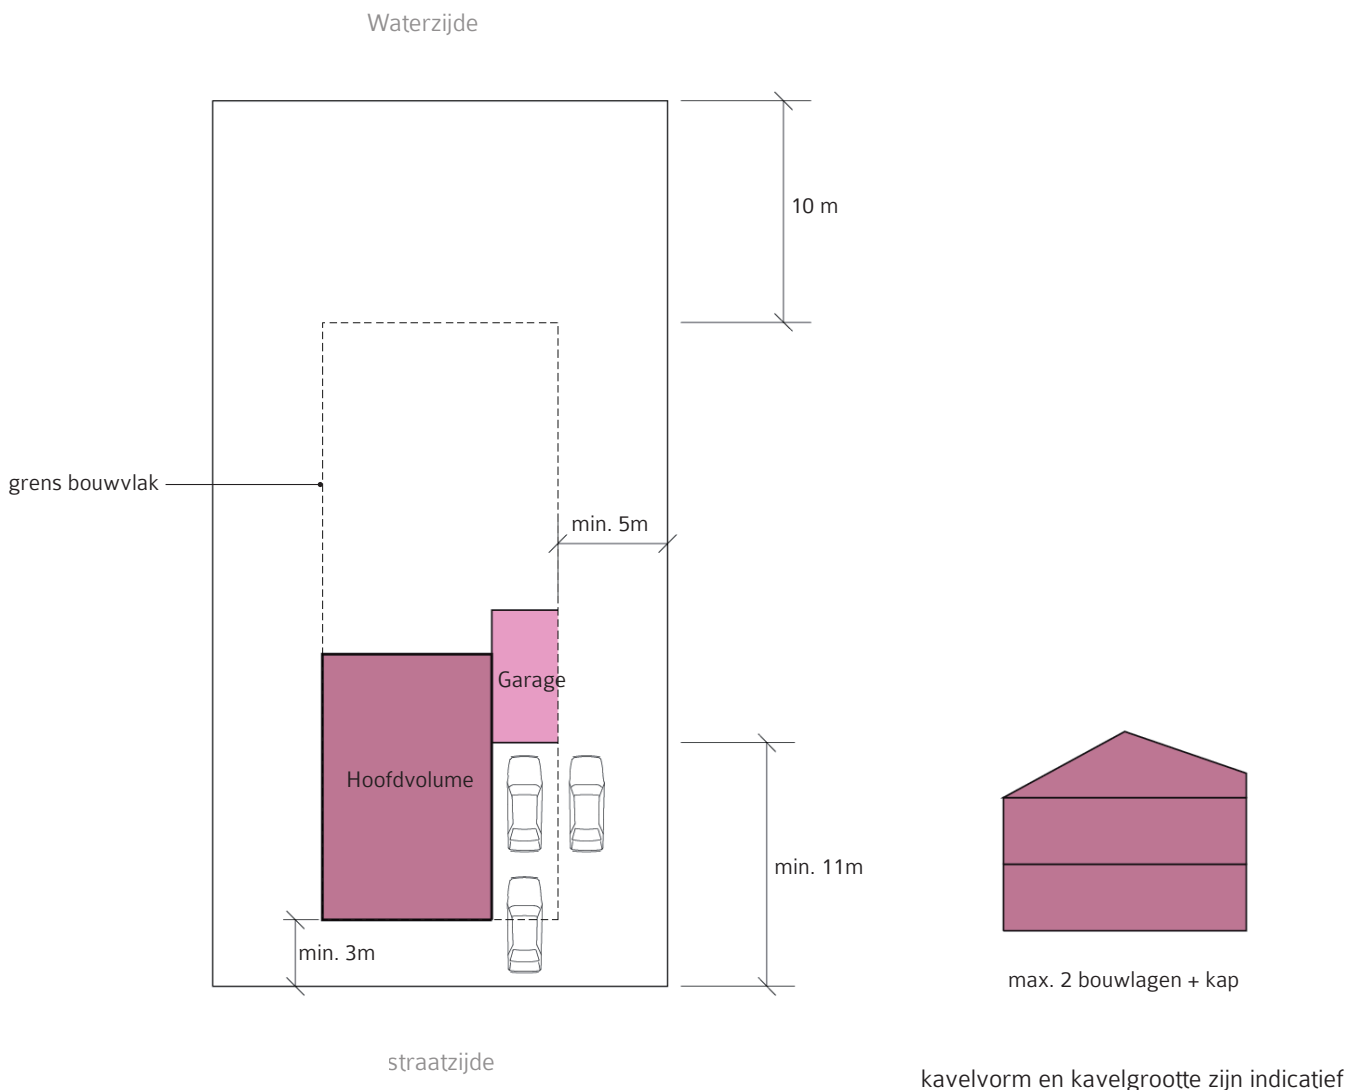 Waterzijde
10 m
grens bouwvlak
min. 5m
Garage
Hoofdvolume
min. 11m
min. 3m
max. 2 bouwlagen + kap
straatzijde
kavelvorm en kavelgrootte zijn indicatief